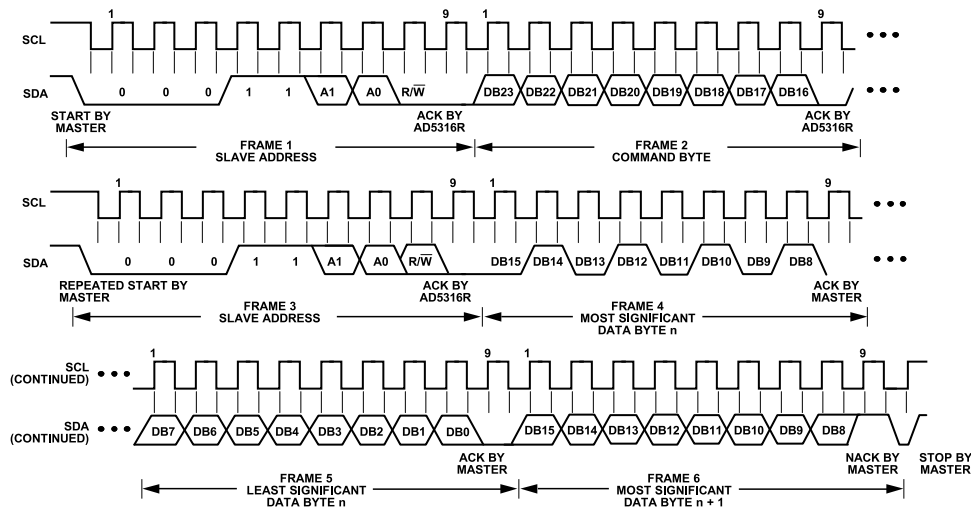 1 9 1 9
SCL
SDA
0 0 0 1 1 A1 A0 R/W̅ DB23 DB22 DB21 DB20 DB19 DB18 DB17 DB16
START BY
MASTER
ACK BY
AD5316R
ACK BY
AD5316R
FRAME 1
SLAVE ADDRESS
FRAME 2
COMMAND BYTE
1 9 1 9
SCL
SDA
0 0 0 1 1 A1 A0 R/W̅ DB15 DB14 DB13 DB12 DB11 DB10 DB9 DB8
REPEATED START BY
MASTER
ACK BY
AD5316R
ACK BY
MASTER
FRAME 3
SLAVE ADDRESS
FRAME 4
MOST SIGNIFICANT
DATA BYTE n
1 9 1 9
SCL
(CONTINUED)
SDA
(CONTINUED)
DB7 DB6 DB5 DB4 DB3 DB2 DB1 DB0 DB15 DB14 DB13 DB12 DB11 DB10 DB9 DB8
ACK BY
MASTER
NACK BY
MASTER
STOP BY
MASTER
FRAME 5
LEAST SIGNIFICANT
DATA BYTE n
FRAME 6
MOST SIGNIFICANT
DATA BYTE n + 1